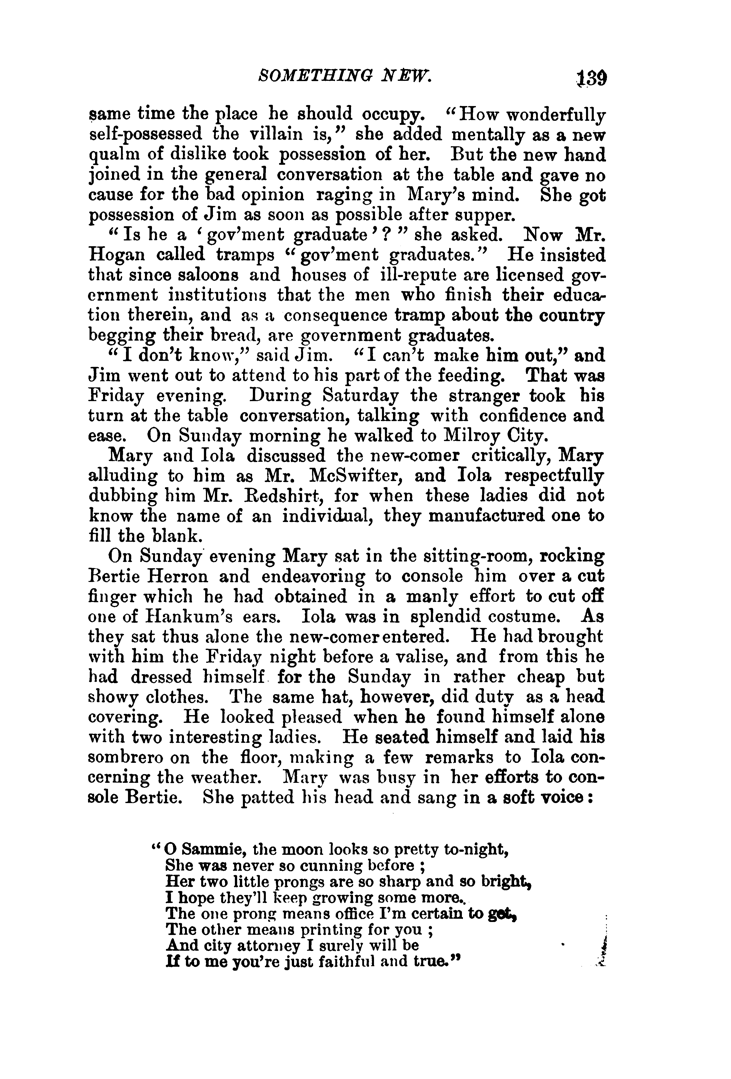 SOMETHING NEW. 139
same time the place he should occupy. “How wonderfully
self-possessed the villain is,” she added mentally as a new
qualm of dislike took possession of her. But the new hand
joined in the general conversation at the table and gave no
cause for the bad opinion raging in Mary's mind. She got
possession of Jim as soon as possible after supper.
“Is he a ‘gov'ment graduate’?” she asked. Now Mr.
Hogan called tramps “gov'ment graduates.” He insisted
that since saloons and houses of ill-repute are licensed gov-
ernment institutions that the men who finish their educa-
tion therein, and as a consequence tramp about the country
begging their bread, are government graduates.
“I don't know,” said Jim. “I can't make him out,” and
Jim went out to attend to his part of the feeding. That was
Friday evening. During Saturday the stranger took his
turn at the table conversation, talking with confidence and
ease. On Sunday morning he walked to Milroy City.
Mary and Iola discussed the new-comer critically, Mary
alluding to him as Mr. McSwifter, and Iola respectfully
dubbing him Mr. Redshirt, for when these ladies did not
know the name of an individual, they manufactured one to
fill the blank.
On Sunday evening Mary sat in the sitting-room, rocking
Bertie Herron and endeavoring to console him over a cut
finger which he had obtained in a manly effort to cut off
one of Hankum's ears. Iola was in splendid costume. As
they sat thus alone the new-comer entered. He had brought
with him the Friday night before a valise, and from this he
had dressed himself for the Sunday in rather cheap but
showy clothes. The same hat, however, did duty as a head
covering. He looked pleased when he found himself alone
with two interesting ladies. He seated himself and laid his
sombrero on the floor, making a few remarks to Iola con-
cerning the weather. Mary was busy in her efforts to con-
sole Bertie. She patted his head and sang in a soft voice:
“O Sammie, the moon looks so pretty to-night,
She was never so cunning before;
Her two little prongs are so sharp and so bright,
I hope they'll keep growing some more.
The one prong means office I'm certain to get,
The other means printing for you;
And city attorney I surely will be
If to me you're just faithful and true.”